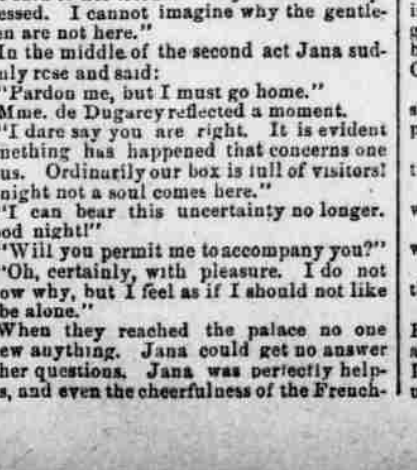 essed. I cannot imagine why the gentle-
en are not here."
In the middle of the second act Jana sud-
nly rose and said:
"Pardon me, but I must go home."
Mme. de Dugarcy reflected a moment.
"I dare say you are right. It is evident
mething has happened that concerns one
us. Ordinarily our box is full of visitors!
night not a soul comes here."
"I can bear this uncertainty no longer.
od night!"
"Will you permit me to accompany you?"
"Oh, certainly, with pleasure. I do not
ow why, but I feel as if I should not like
be alone."
When they reached the palace no one
ew anything. Jana could get no answer
her questions. Jana was perfectly help-
s, and even the cheerfulness of the French-